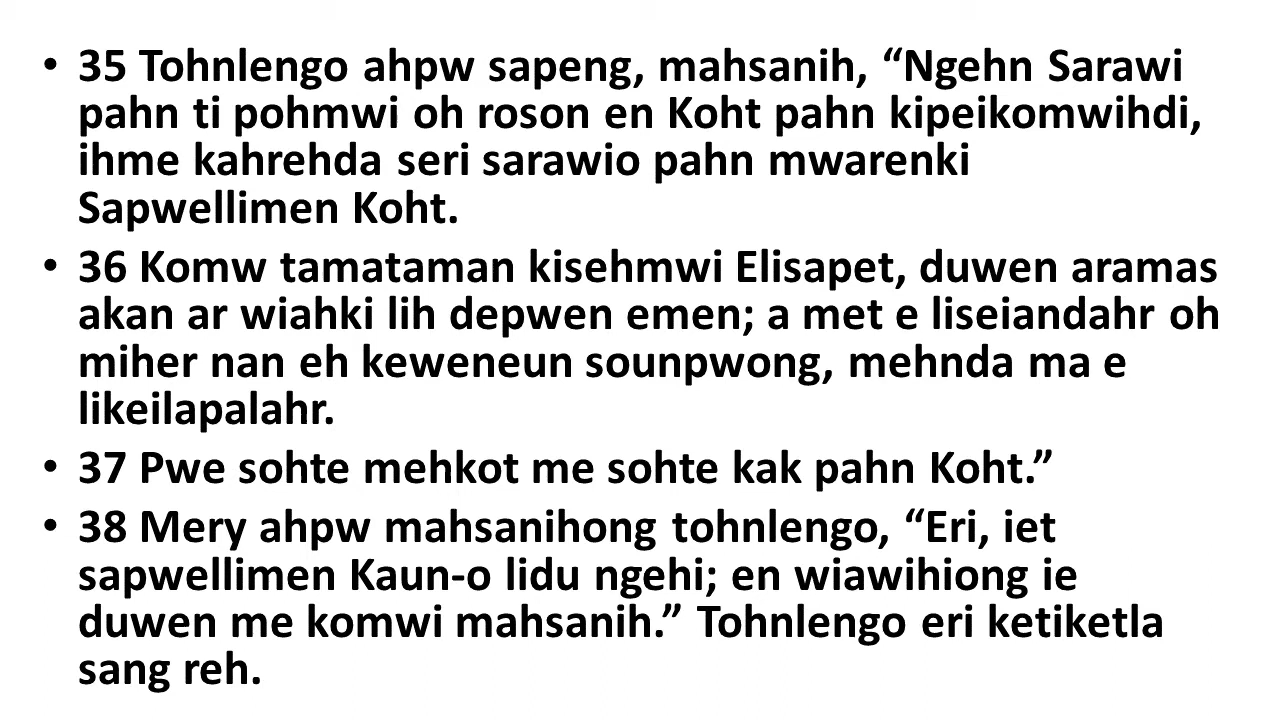 • 35 Tohnlengo ahpw sapeng, mahsanih, “Ngehn Sarawi
pahn ti pohmwi oh roson en Koht pahn kipeikomwihdi,
ihme kahrehda seri sarawio pahn mwarenki
Sapwellimen Koht.
• 36 Komw tamataman kisehmwi Elisapet, duwen aramas
akan ar wiahki lih depwen emen; a met e liseiandahr oh
miher nan eh keweneun sounpwong, mehnda ma e
likeilapalahr.
• 37 Pwe sohte mehkot me sohte kak pahn Koht.”
• 38 Mery ahpw mahsanihong tohnlengo, “Eri, iet
sapwellimen Kaun-o lidu ngehi; en wiawihiong ie
duwen me komwi mahsanih.” Tohnlengo eri ketiketla
sang reh.